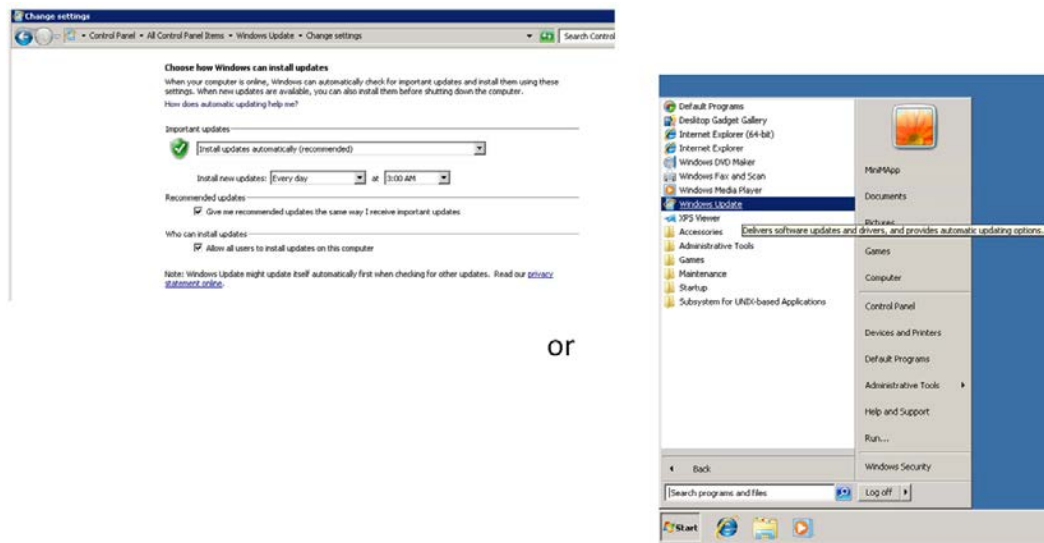 Change settings
Control Panel • All Control Panel Items • Windows Update • Change settings
Search Control
Choose how Windows can install updates
When your computer is online, Windows can automatically check for important updates and install them using these
settings. When new updates are available, you can also install them before shutting down the computer.
How does automatic updating help me?
Important updates
Install updates automatically (recommended)
Install new updates: Every day at 3:00 AM
Recommended updates
Give me recommended updates the same way I receive important updates
Who can install updates
Allow all users to install updates on this computer
Note: Windows Update might update itself automatically first when checking for other updates. Read our privacy
statement online.
or
Default Programs
Desktop Gadget Gallery
Internet Explorer (64-bit)
Internet Explorer
Windows DVD Maker
Windows Fax and Scan
Windows Media Player
Windows Update
XPS Viewer
Delivers software updates and drivers, and provides automatic updating options.
Accessories
Administrative Tools
Games
Maintenance
Startup
Subsystem for UNIX-based Applications
Back
Search programs and files
MiniMApp
Documents
Pictures
Games
Computer
Control Panel
Devices and Printers
Default Programs
Administrative Tools
Help and Support
Run...
Windows Security
Log off
Start